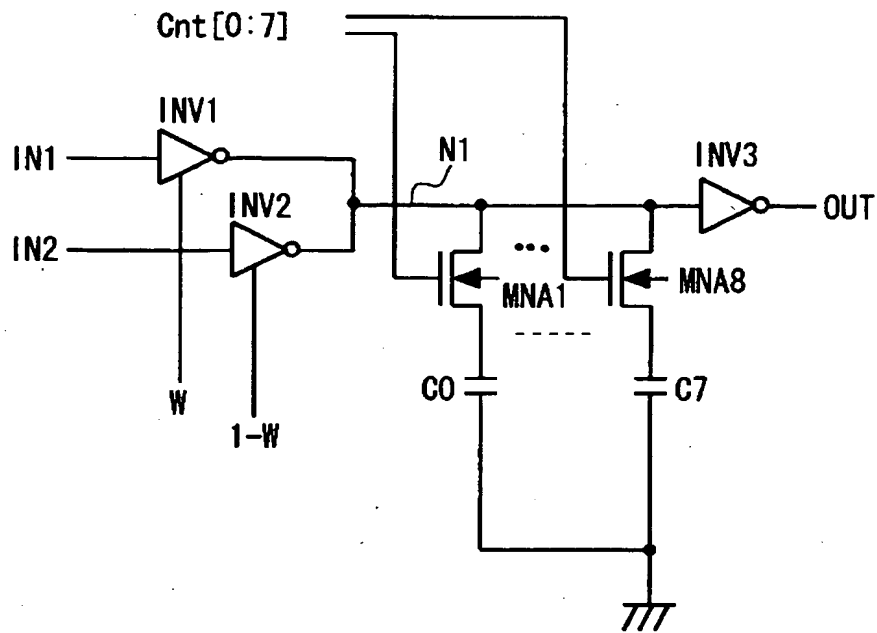 Cnt[0:7]
INV1
IN1
N1
INV3
INV2
OUT
IN2
...
MNA1
MNA8
-----
C0
C7
W
1-W